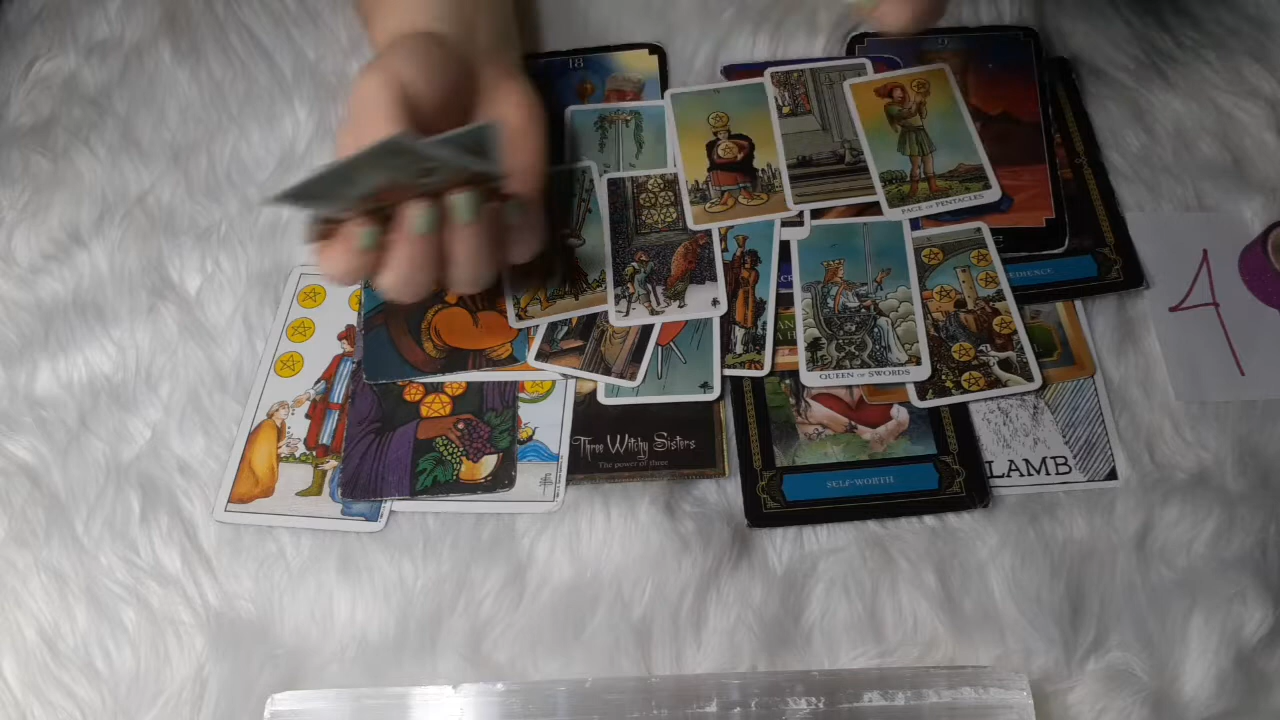 18
9
PAGE OF PENTACLES
EDIENCE
QUEEN OF SWORDS
Three Witchy Sisters
The power of three
SELF-WORTH
LAMB
4